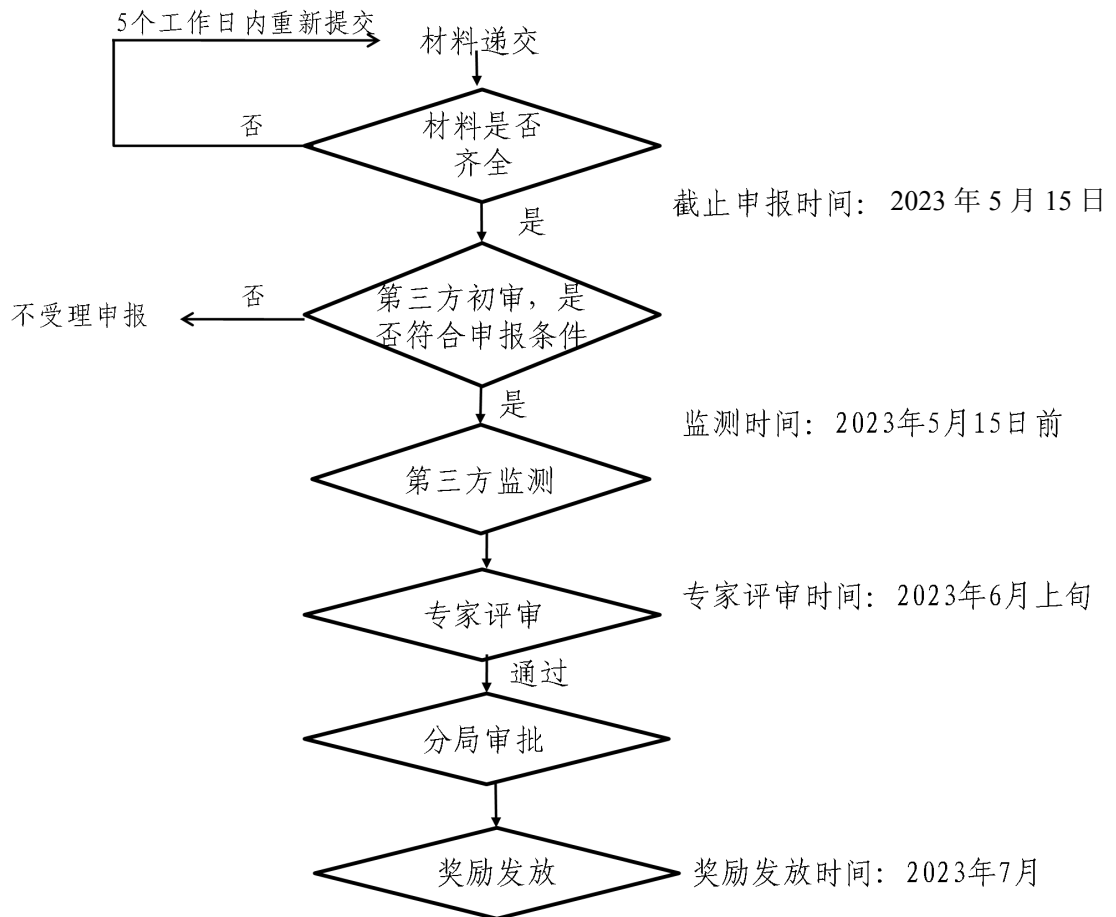 5个工作日内重新提交
材料递交
否
材料是否
齐全
截止申报时间： 2023 年 5 月 15 日
是
不受理申报
否
第三方初审，是
否符合申报条件
是
监测时间：2023年5月15日前
第三方监测
专家评审
专家评审时间：2023年6月上旬
通过
分局审批
奖励发放
奖励发放时间：2023年7月